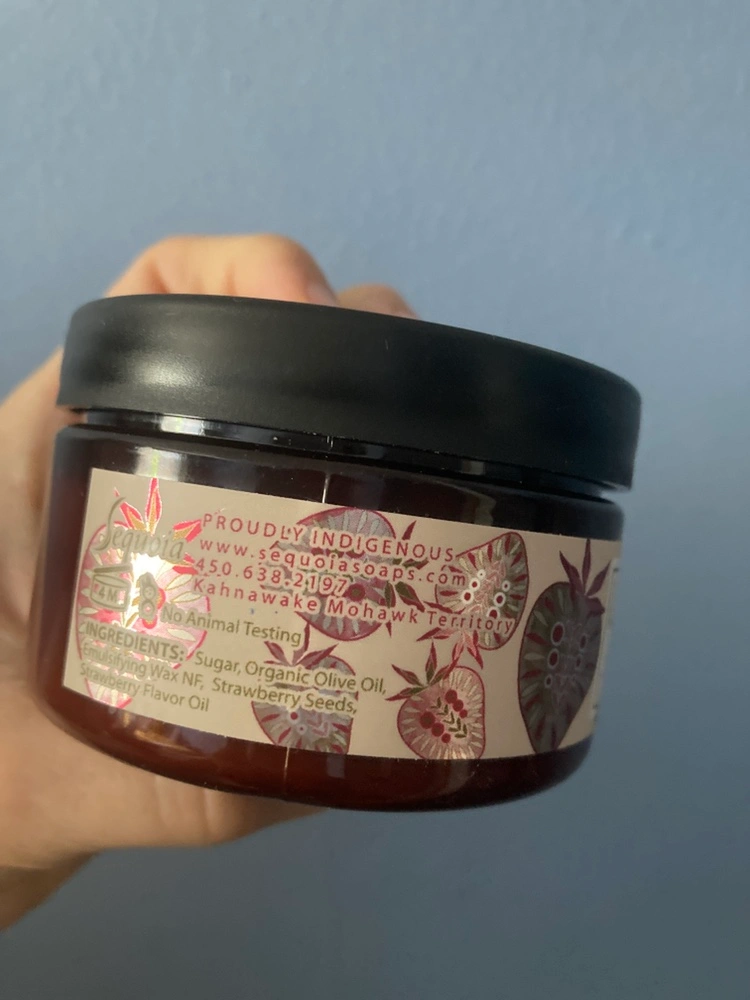 Sequoia
PROUDLY INDIGENOUS
www.sequoiasoaps.com
450.638.2197
Kahnawake Mohawk Territory
No Animal Testing
INGREDIENTS: Sugar, Organic Olive Oil,
Emulsifying Wax NF, Strawberry Seeds,
Strawberry Flavor Oil